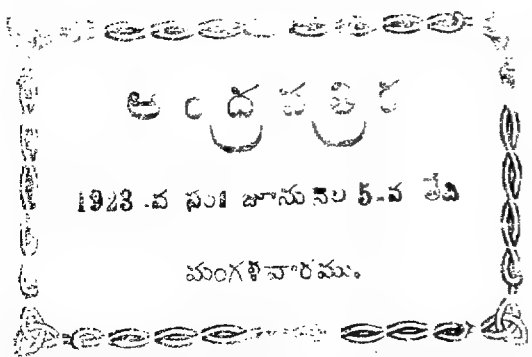 ఆంధ్రపత్రిక
1923-వ సం॥ జూను నెల 5-వ తేది
మంగళవారము.